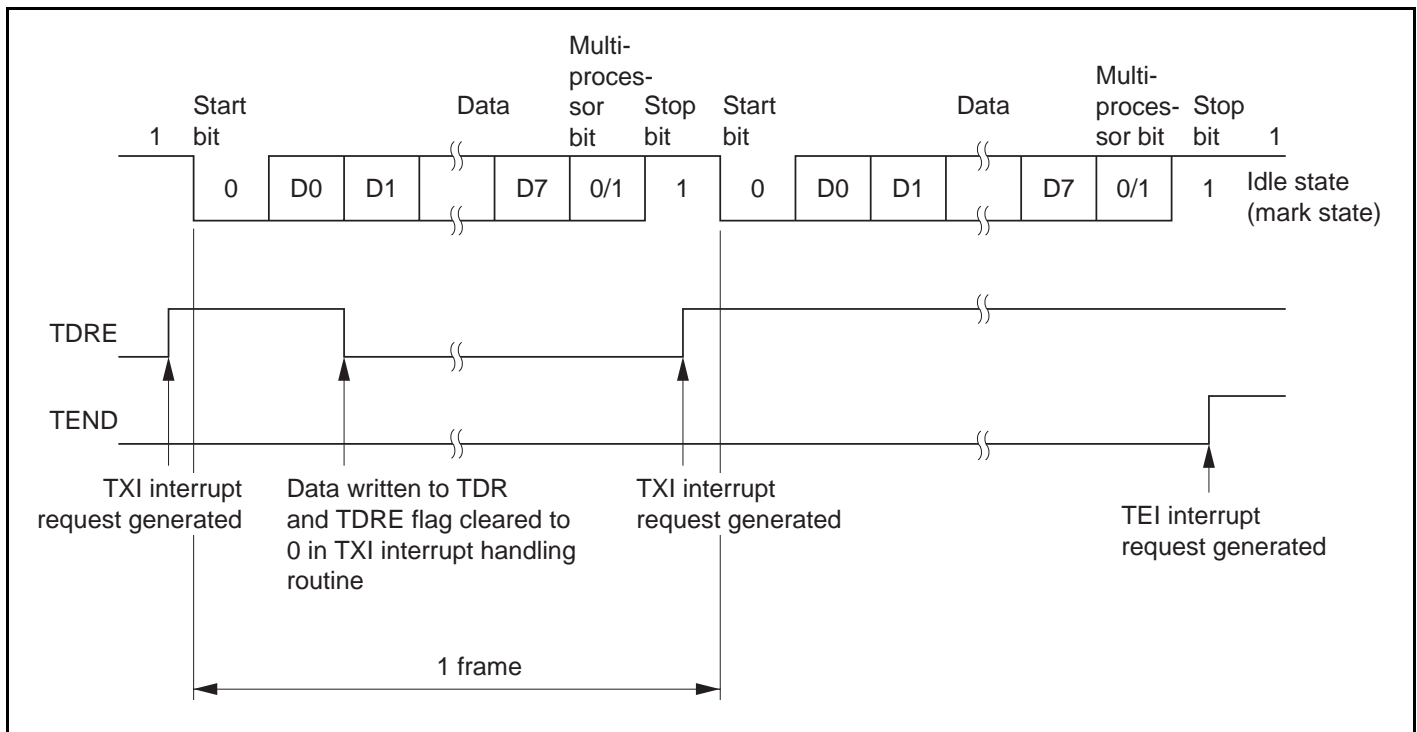 Multi-
proces-
sor
bit
Start
bit
Data
Stop
bit
Start
bit
Data
Multi-
proces-
sor bit
Stop
bit
1
1
0
D0
D1
D7
0/1
1
0
D0
D1
D7
0/1
1
Idle state
(mark state)
TDRE
TEND
TXI interrupt
request generated
Data written to TDR
and TDRE flag cleared to
0 in TXI interrupt handling
routine
TXI interrupt
request generated
TEI interrupt
request generated
1 frame